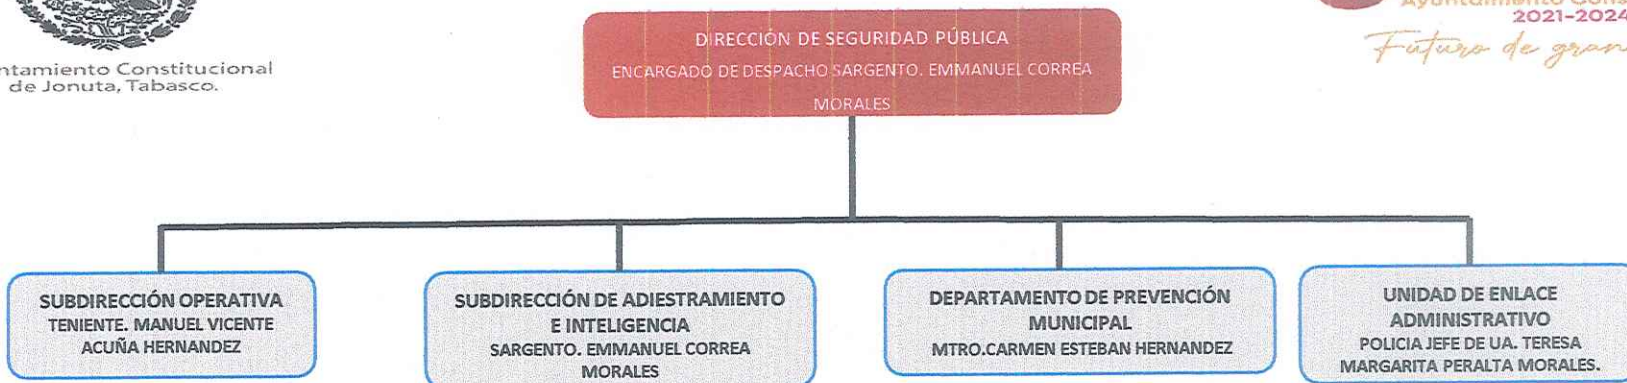 Constitucional
de Jonuta, Tabasco.
2021-2024
Futuro de
DIRECCIÓN DE SEGURIDAD PÚBLICA
ENCARGADO DE DESPACHO SARGENTO. EMMANUEL CORREA
MORALES
SUBDIRECCIÓN OPERATIVA
TENIENTE. MANUEL VICENTE
ACUÑA HERNANDEZ
SUBDIRECCIÓN DE ADIESTRAMIENTO
E INTELIGENCIA
SARGENTO. EMMANUEL CORREA
MORALES
DEPARTAMENTO DE PREVENCIÓN
MUNICIPAL
MTRO.CARMEN ESTEBAN HERNANDEZ
UNIDAD DE ENLACE
ADMINISTRATIVO
POLICIA JEFE DE UA. TERESA
MARGARITA PERALTA MORALES.